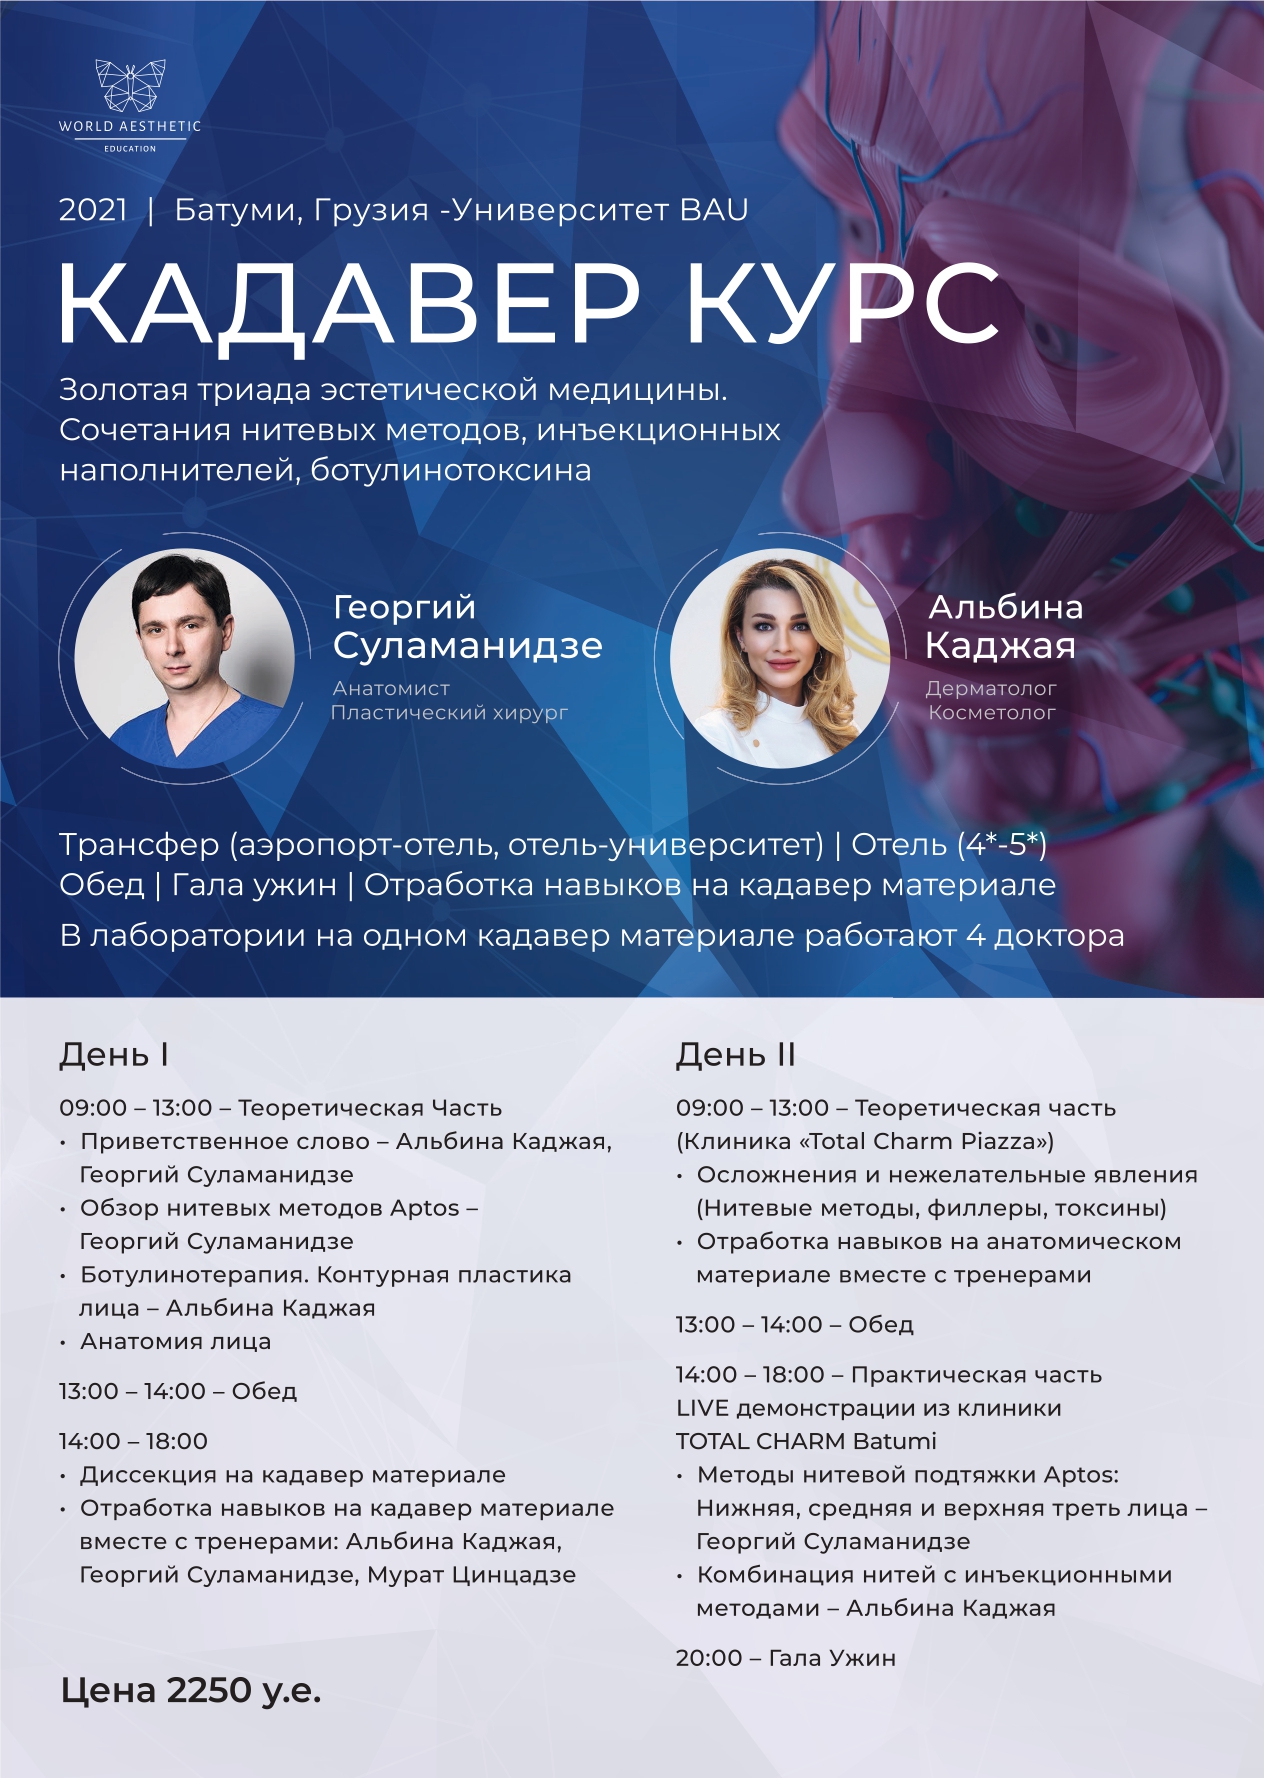 WORLD AESTHETIC
EDUCATION
2021 | Батуми, Грузия -Университет BAU
КАДАВЕР КУРС
Золотая триада эстетической медицины.
Сочетания нитевых методов, инъекционных
наполнителей, ботулинотоксина
Георгий
Суламанидзе
Анатомист
Пластический хирург
Альбина
Каджая
Дерматолог
Косметолог
Трансфер (аэропорт-отель, отель-университет) | Отель (4*-5*)
Обед | Гала ужин | Отработка навыков на кадавер материале
В лаборатории на одном кадавер материале работают 4 доктора
День I
09:00 – 13:00 – Теоретическая Часть
• Приветственное слово – Альбина Каджая,
Георгий Суламанидзе
• Обзор нитевых методов Aptos –
Георгий Суламанидзе
• Ботулинотерапия. Контурная пластика
лица – Альбина Каджая
• Анатомия лица
13:00 – 14:00 – Обед
14:00 – 18:00
• Диссекция на кадавер материале
• Отработка навыков на кадавер материале
вместе с тренерами: Альбина Каджая,
Георгий Суламанидзе, Мурат Цинцадзе
Цена 2250 у.е.
День II
09:00 – 13:00 – Теоретическая часть
(Клиника «Total Charm Piazza»)
• Осложнения и нежелательные явления
(Нитевые методы, филлеры, токсины)
• Отработка навыков на анатомическом
материале вместе с тренерами
13:00 – 14:00 – Обед
14:00 – 18:00 – Практическая часть
LIVE демонстрации из клиники
TOTAL CHARM Batumi
• Методы нитевой подтяжки Aptos:
Нижняя, средняя и верхняя треть лица –
Георгий Суламанидзе
• Комбинация нитей с инъекционными
методами – Альбина Каджая
20:00 – Гала Ужин